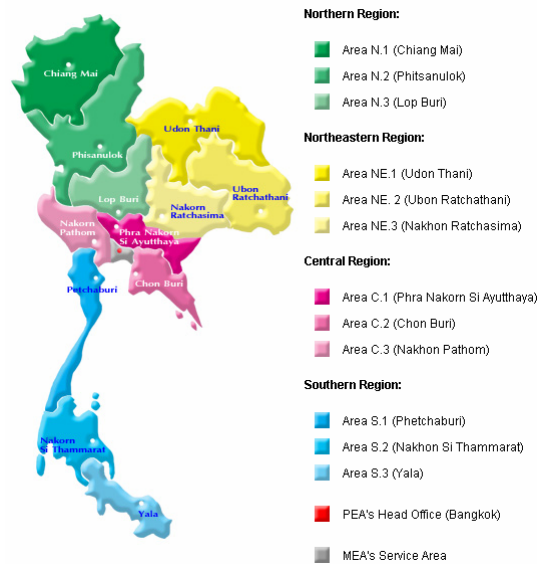 Chiang Mai
Phisanulok
Lop Buri
Udon Thani
Ubon
Ratchathani
Nakorn
Ratchasima
Nakorn
Pathom
Phra Nakorn
Si Ayutthaya
Chon Buri
Petchaburi
Nakorn
Si Thammarat
Yala
Northern Region:
Area N.1 (Chiang Mai)
Area N.2 (Phitsanulok)
Area N.3 (Lop Buri)
Northeastern Region:
Area NE.1 (Udon Thani)
Area NE. 2 (Ubon Ratchathani)
Area NE.3 (Nakhon Ratchasima)
Central Region:
Area C.1 (Phra Nakorn Si Ayutthaya)
Area C.2 (Chon Buri)
Area C.3 (Nakhon Pathom)
Southern Region:
Area S.1 (Phetchaburi)
Area S.2 (Nakhon Si Thammarat)
Area S.3 (Yala)
PEA's Head Office (Bangkok)
MEA's Service Area